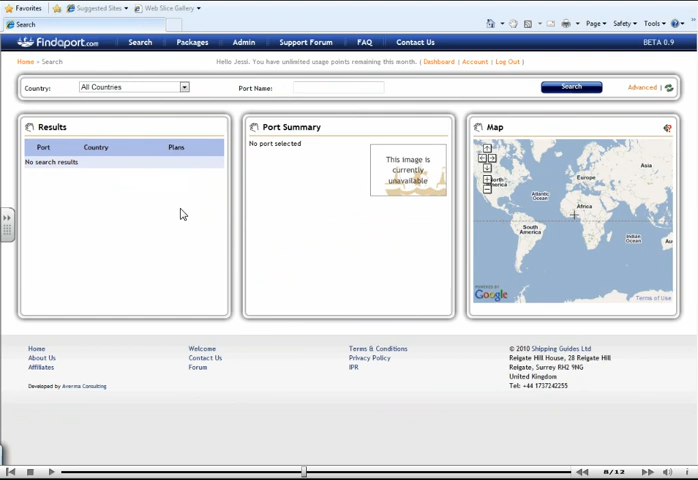 Favorites Suggested Sites Web Slice Gallery
Search Page Safety Tools
Findaport.com Search Packages Admin Support Forum FAQ Contact Us BETA 0.9
Home > Search Hello Jessi. You have unlimited usage points remaining this month. | Dashboard | Account | Log Out |
Country: All Countries Port Name: Search Advanced |
Results
Port Country Plans
No search results
Port Summary
No port selected
This image is
currently
unavailable
Map
North
America
Atlantic
Ocean
Europe
Asia
Africa
South
America
Indian
Ocean
Au
POWERED BY
Google
Terms of Use
Home
About Us
Affiliates
Developed by Averma Consulting
Welcome
Contact Us
Forum
Terms & Conditions
Privacy Policy
IPR
© 2010 Shipping Guides Ltd
Reigate Hill House, 28 Reigate Hill
Reigate, Surrey RH2 9NG
United Kingdom
Tel: +44 1737242255
8/12